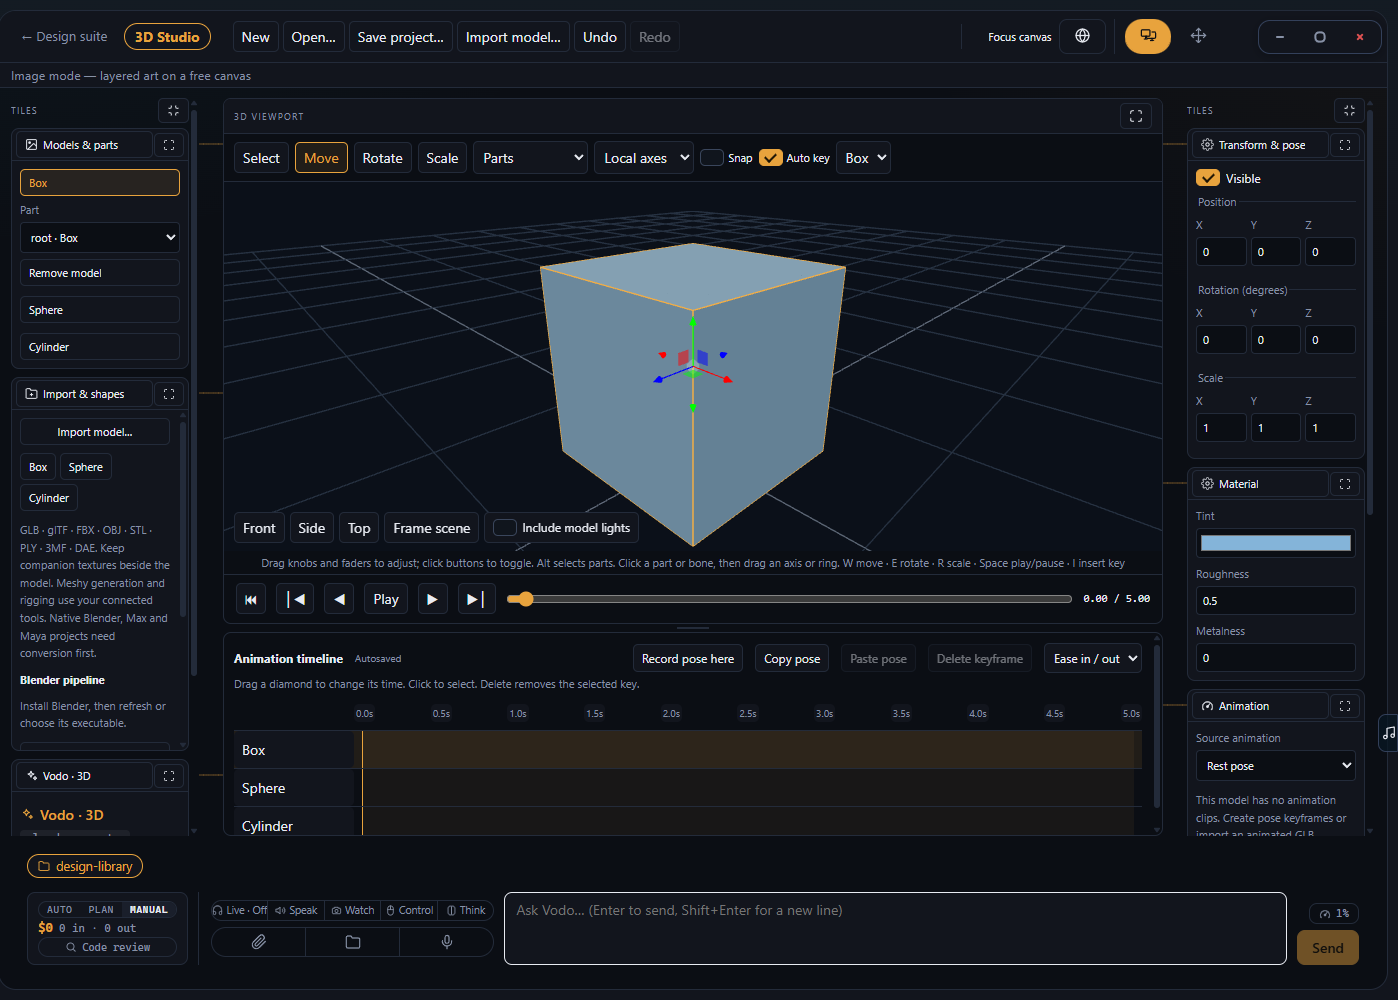 ← Design suite
3D Studio
New
Open...
Save project...
Import model...
Undo
Redo
Focus canvas
Image mode — layered art on a free canvas
TILES
Models & parts
Box
Part
root · Box
Remove model
Sphere
Cylinder
Import & shapes
Import model...
Box
Sphere
Cylinder
GLB · glTF · FBX · OBJ · STL ·
PLY · 3MF · DAE. Keep
companion textures beside the
model. Meshy generation and
rigging use your connected
tools. Native Blender, Max and
Maya projects need
conversion first.
Blender pipeline
Install Blender, then refresh or
choose its executable.
Vodo · 3D
Vodo · 3D
3D VIEWPORT
Select
Move
Rotate
Scale
Parts
Local axes
Snap
Auto key
Box
Front
Side
Top
Frame scene
Include model lights
Drag knobs and faders to adjust; click buttons to toggle. Alt selects parts. Click a part or bone, then drag an axis or ring. W move · E rotate · R scale · Space play/pause · I insert key
Play
0.00 / 5.00
Animation timeline
Autosaved
Record pose here
Copy pose
Paste pose
Delete keyframe
Ease in / out
Drag a diamond to change its time. Click to select. Delete removes the selected key.
0.0s
0.5s
1.0s
1.5s
2.0s
2.5s
3.0s
3.5s
4.0s
4.5s
5.0s
Box
Sphere
Cylinder
TILES
Transform & pose
Visible
Position
X Y Z
0 0 0
Rotation (degrees)
X Y Z
0 0 0
Scale
X Y Z
1 1 1
Material
Tint
Roughness
0.5
Metalness
0
Animation
Source animation
Rest pose
This model has no animation
clips. Create pose keyframes or
import an animated GLB
design-library
AUTO PLAN MANUAL
$0 0 in · 0 out
Code review
Live · Off
Speak
Watch
Control
Think
Ask Vodo... (Enter to send, Shift+Enter for a new line)
1%
Send